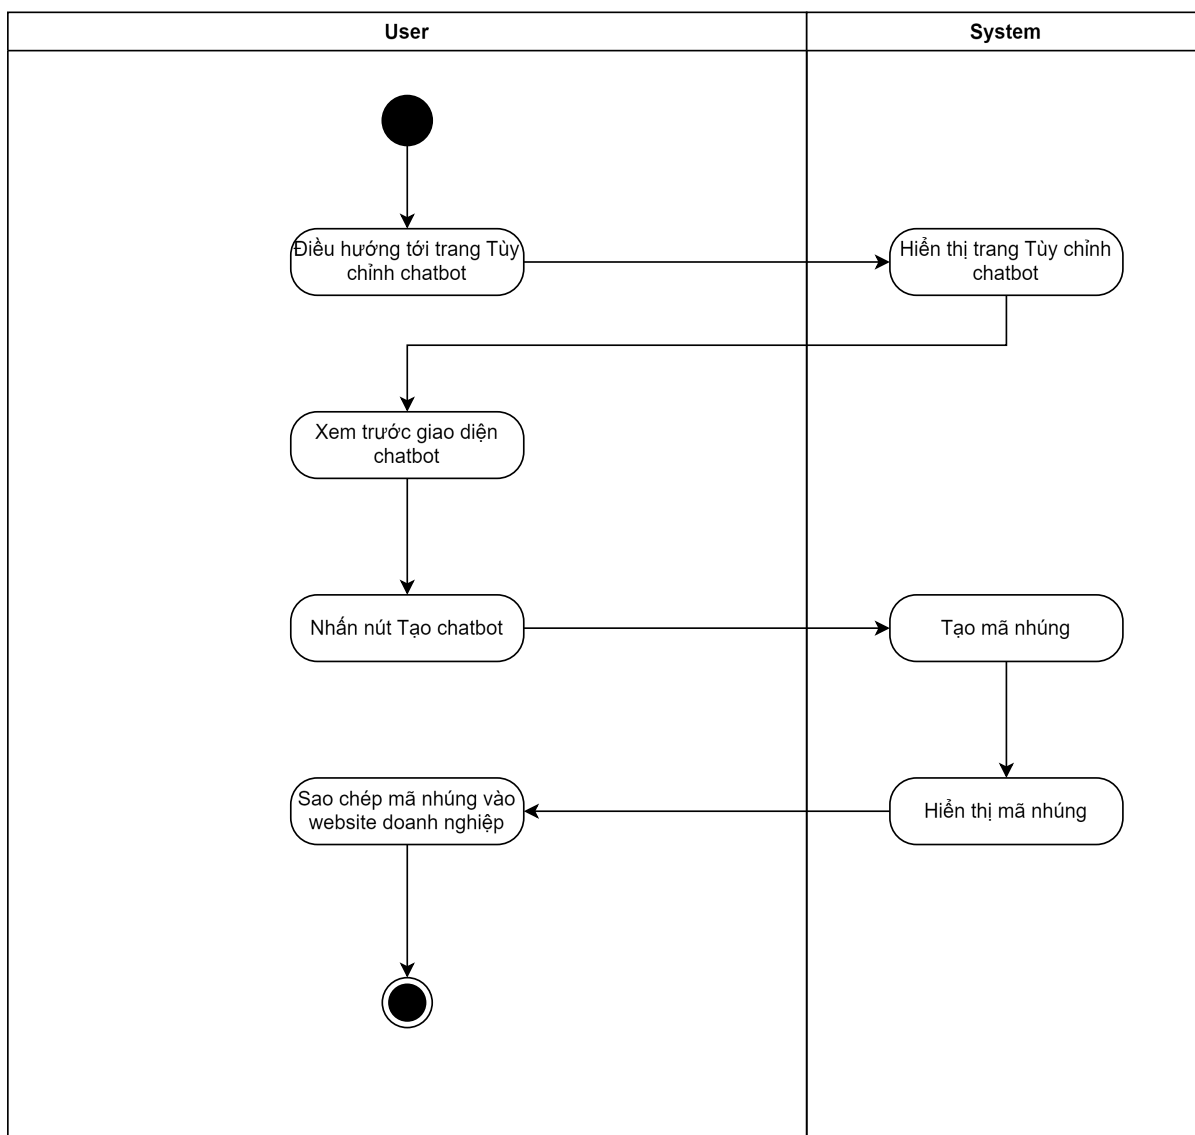 User
System
Điều hướng tới trang Tùy
chỉnh chatbot
Hiển thị trang Tùy chỉnh
chatbot
Xem trước giao diện
chatbot
Nhấn nút Tạo chatbot
Tạo mã nhúng
Sao chép mã nhúng vào
website doanh nghiệp
Hiển thị mã nhúng